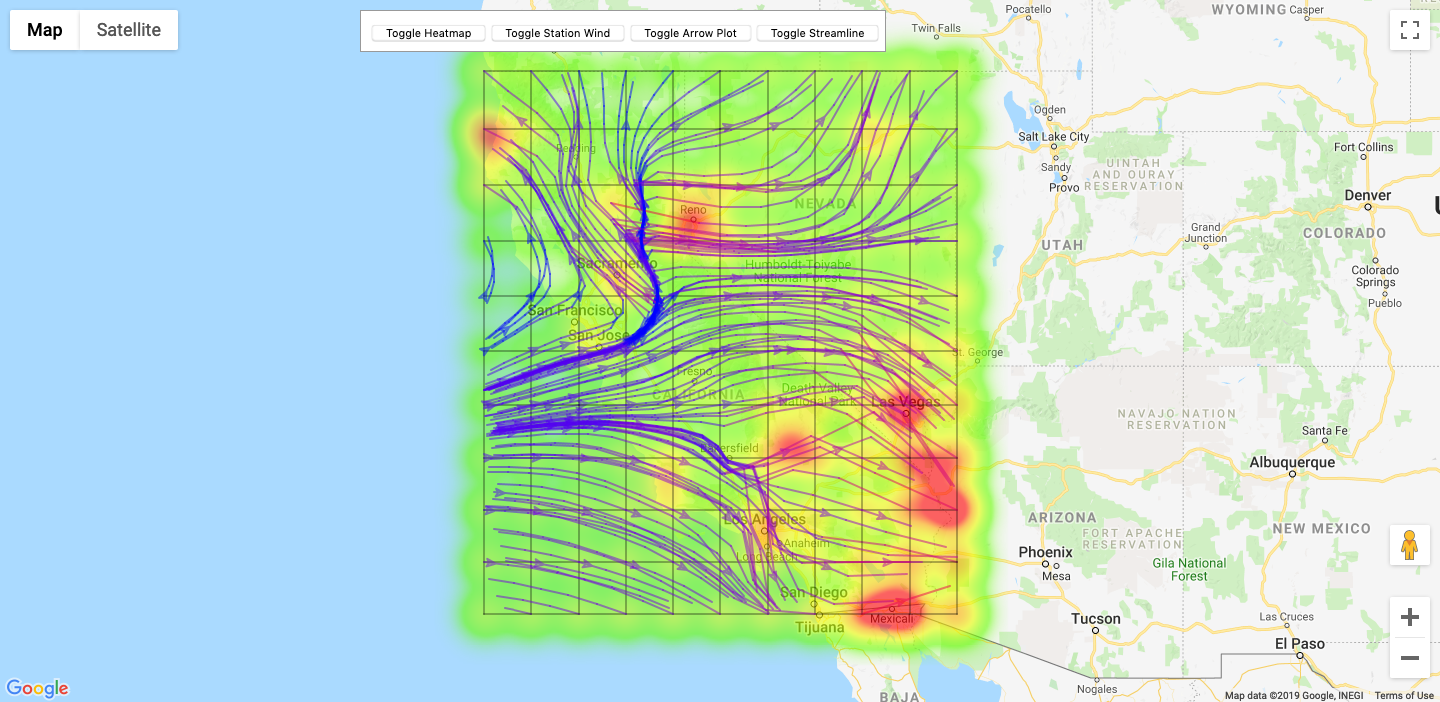 Map
Satellite
Toggle Heatmap
Toggle Station Wind
Toggle Arrow Plot
Toggle Streamline
Pocatello
WYOMING
Casper
Twin Falls
Ogden
Salt Lake City
Sandy
Provo
UINTAH
AND OURAY
RESERVATION
Fort Collins
Denver
Redding
Reno
NEVADA
UTAH
Grand
Junction
COLORADO
Colorado
Springs
Pueblo
Sacramento
Humboldt-Toiyabe
National Forest
San Francisco
San Jose
St. George
Fresno
CALIFORNIA
Death Valley
National Park
Las Vegas
NAVAJO NATION
RESERVATION
Santa Fe
Albuquerque
Bakersfield
Los Angeles
Anaheim
Long Beach
ARIZONA
FORT APACHE
RESERVATION
NEW MEXICO
Phoenix
Mesa
Gila National
Forest
San Diego
Mexicali
Tijuana
Tucson
Las Cruces
El Paso
Nogales
BAJA
Google
Map data ©2019 Google, INEGI
Terms of Use